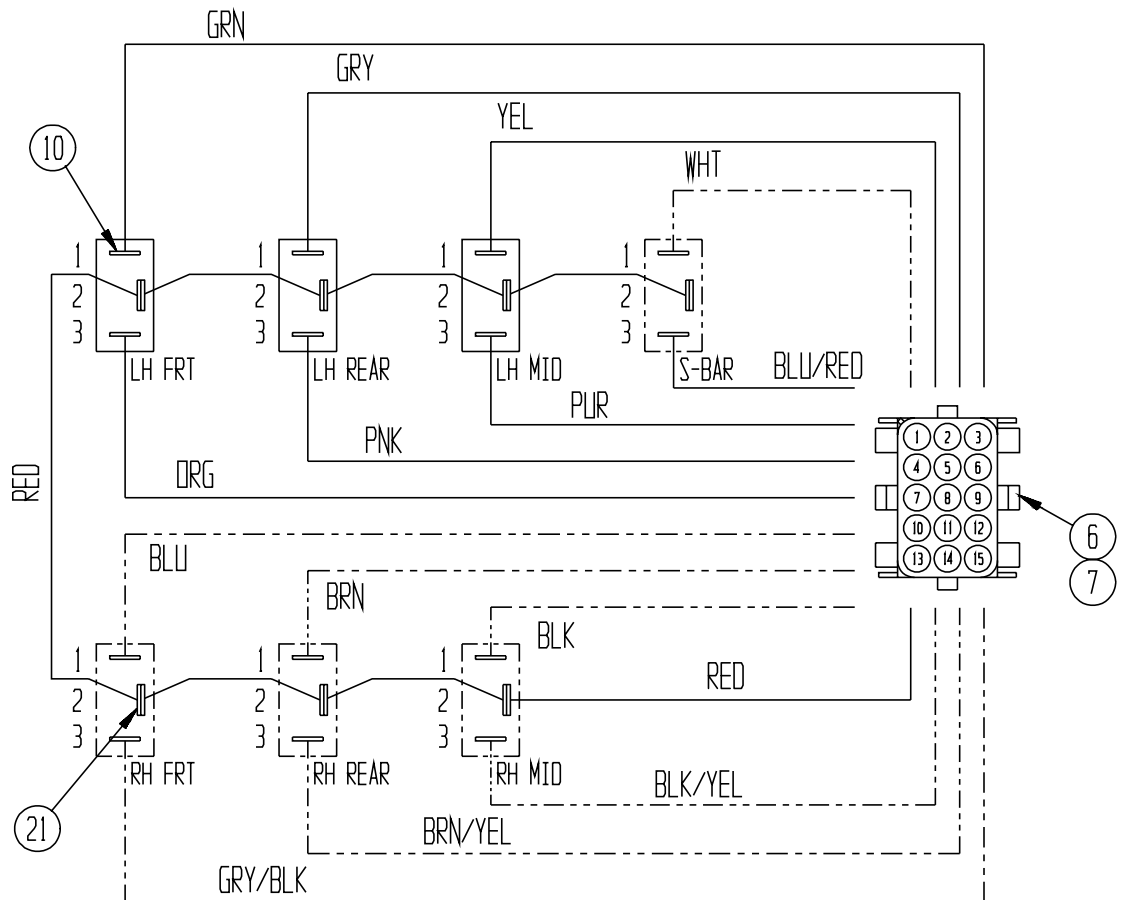 GRN
GRY
YEL
WHT
10
1 1 1 1
2 2 2 2
3 3 3 3
LH FRT LH REAR LH MID S-BAR BLU/RED
PUR
PNK
ORG
RED
1 2 3
4 5 6
7 8 9
10 11 12
13 14 15
6
7
BLU
BRN
BLK
1 1 1
2 2 2
3 3 3
RED
RH FRT RH REAR RH MID
BLK/YEL
21
BRN/YEL
GRY/BLK